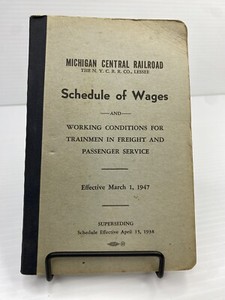 MICHIGAN CENTRAL RAILROAD
THE N. Y. C. R. R. CO., LESSEE
Schedule of Wages
—AND—
WORKING CONDITIONS FOR
TRAINMEN IN FREIGHT AND
PASSENGER SERVICE
Effective March 1, 1947
SUPERSEDING
Schedule Effective April 15, 1938